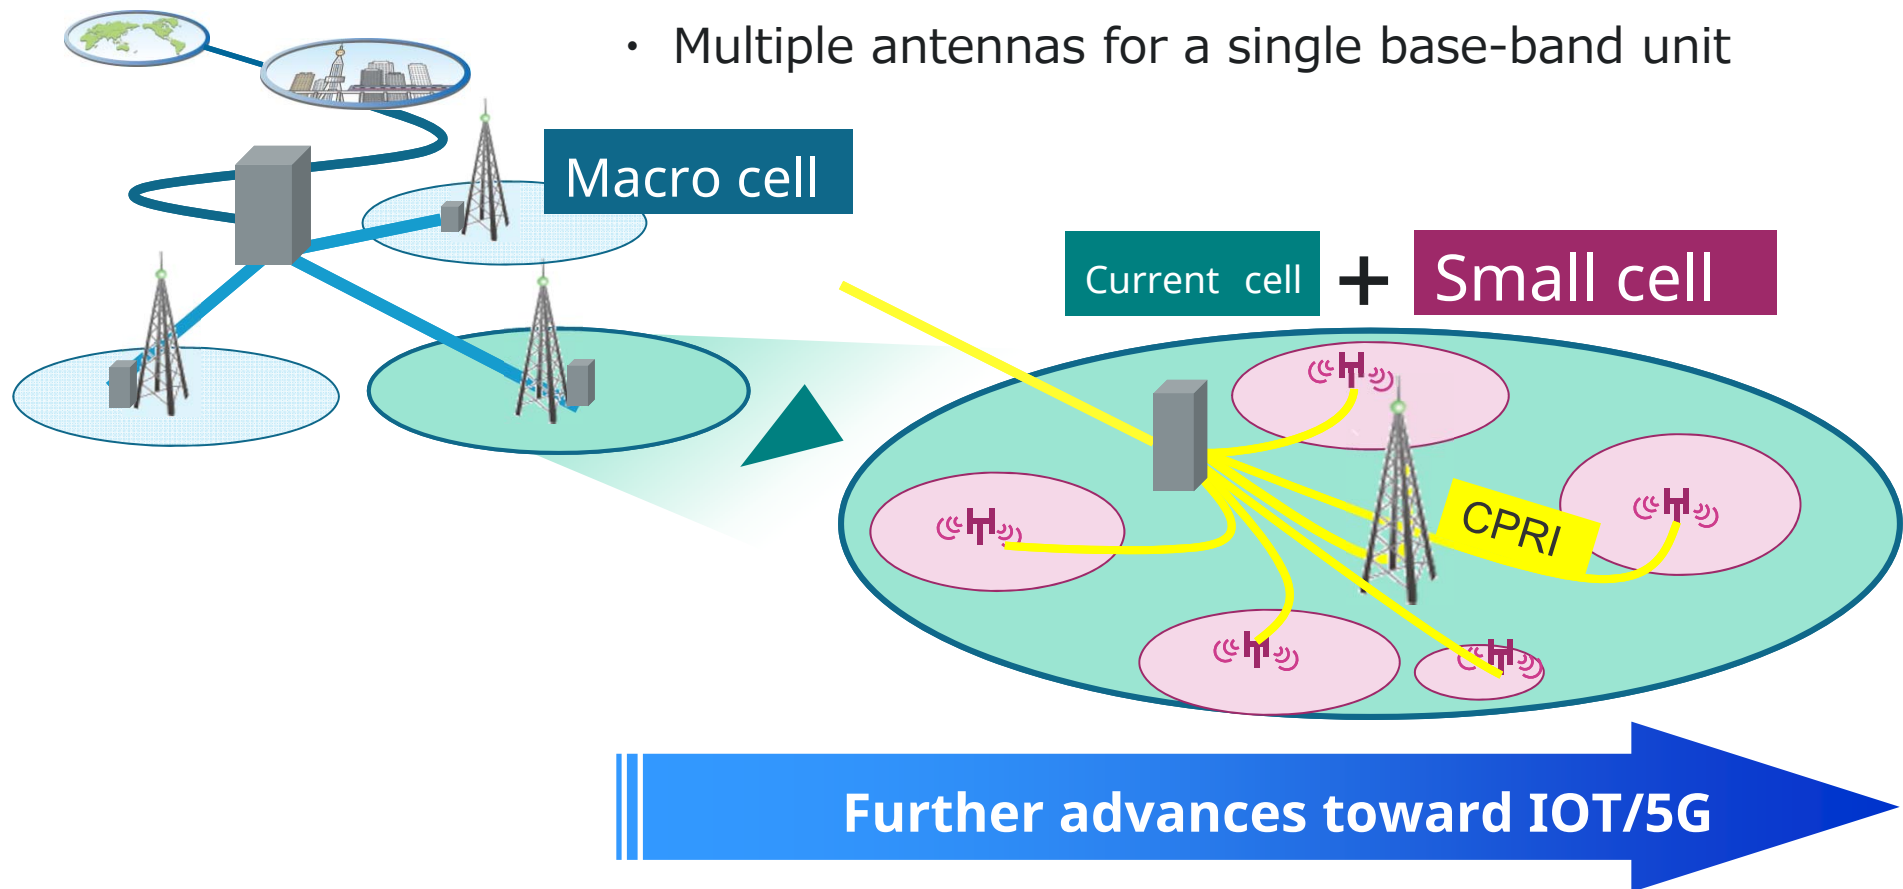 ・ Multiple antennas for a single base-band unit
Macro cell
Current cell + Small cell
CPRI
Further advances toward IOT/5G